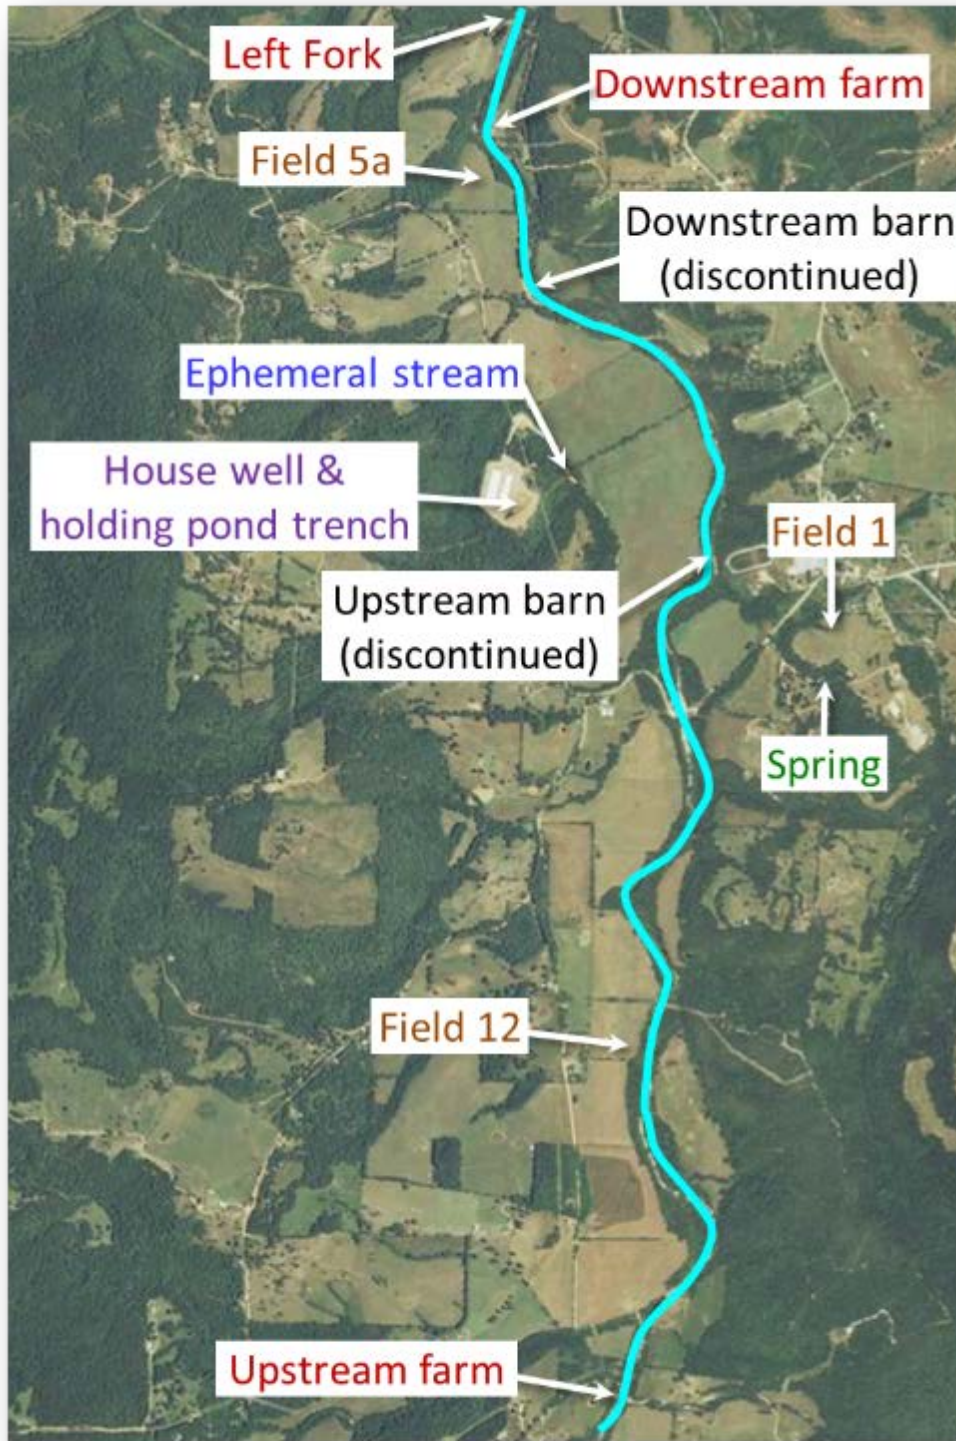 Left Fork
Downstream farm
Field 5a
Downstream barn
(discontinued)
Ephemeral stream
House well &
holding pond trench
Field 1
Upstream barn
(discontinued)
Spring
Field 12
Upstream farm